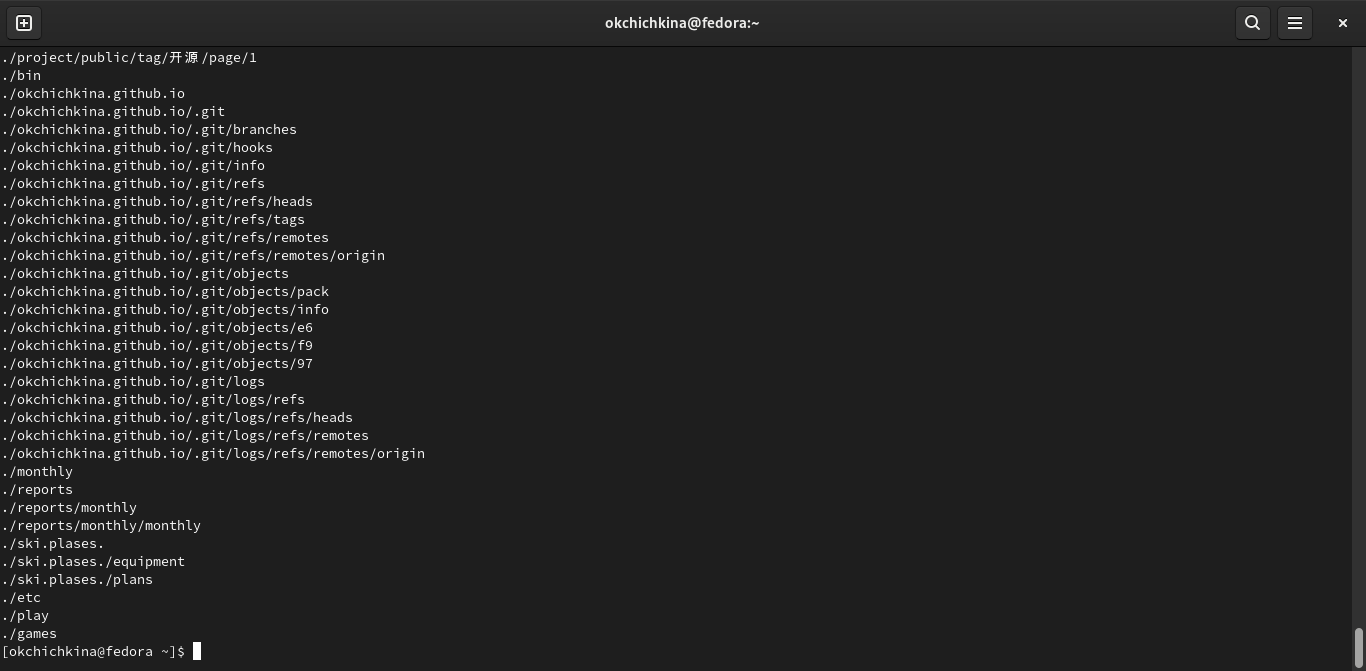 okchichkina@fedora:~
./project/public/tag/开源/page/1
./bin
./okchichkina.github.io
./okchichkina.github.io/.git
./okchichkina.github.io/.git/branches
./okchichkina.github.io/.git/hooks
./okchichkina.github.io/.git/info
./okchichkina.github.io/.git/refs
./okchichkina.github.io/.git/refs/heads
./okchichkina.github.io/.git/refs/tags
./okchichkina.github.io/.git/refs/remotes
./okchichkina.github.io/.git/refs/remotes/origin
./okchichkina.github.io/.git/objects
./okchichkina.github.io/.git/objects/pack
./okchichkina.github.io/.git/objects/info
./okchichkina.github.io/.git/objects/e6
./okchichkina.github.io/.git/objects/f9
./okchichkina.github.io/.git/objects/97
./okchichkina.github.io/.git/logs
./okchichkina.github.io/.git/logs/refs
./okchichkina.github.io/.git/logs/refs/heads
./okchichkina.github.io/.git/logs/refs/remotes
./okchichkina.github.io/.git/logs/refs/remotes/origin
./monthly
./reports
./reports/monthly
./reports/monthly/monthly
./ski.plases.
./ski.plases./equipment
./ski.plases./plans
./etc
./play
./games
[okchichkina@fedora ~]$